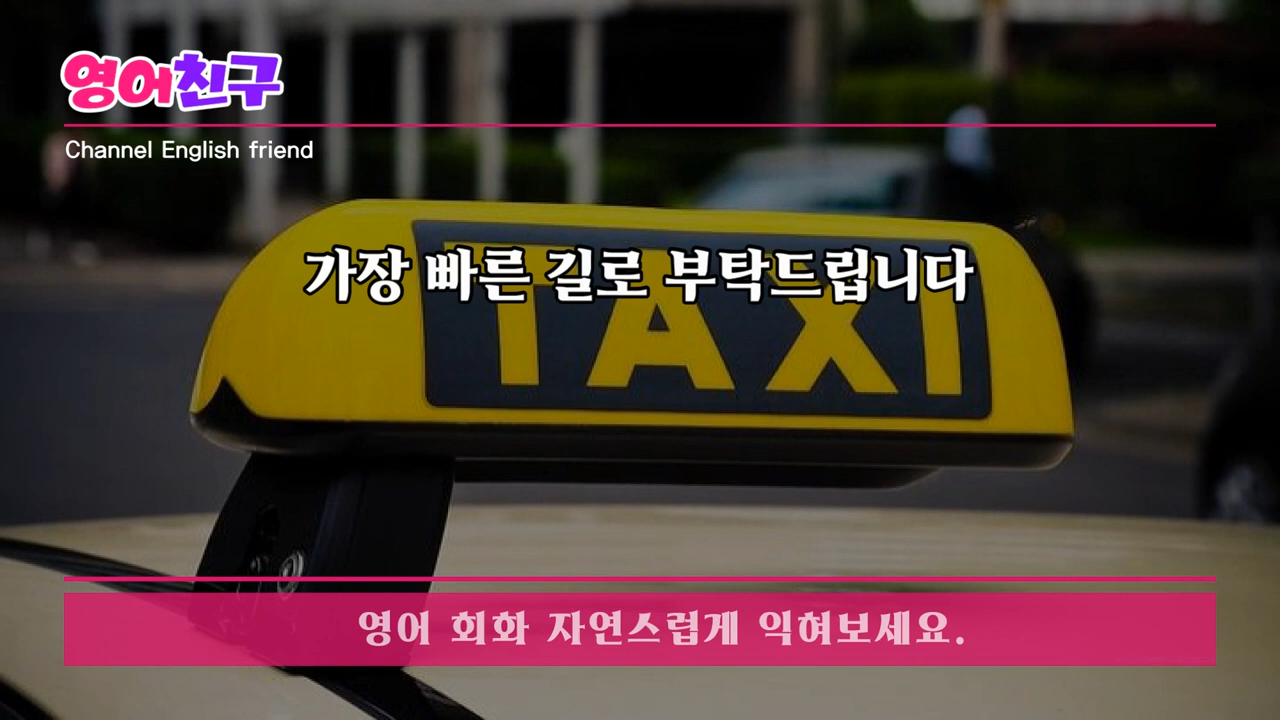 영어친구
Channel English friend
가장 빠른 길로 부탁드립니다
TAXI
영어 회화 자연스럽게 익혀보세요.